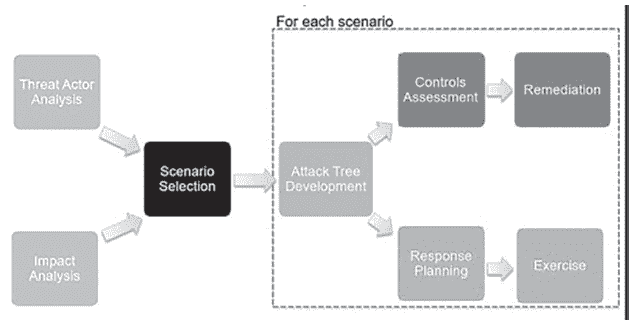 For each scenario
Threat Actor
Analysis
Controls
Assessment
Remediation
Scenario
Selection
Attack Tree
Development
Impact
Analysis
Response
Planning
Exercise